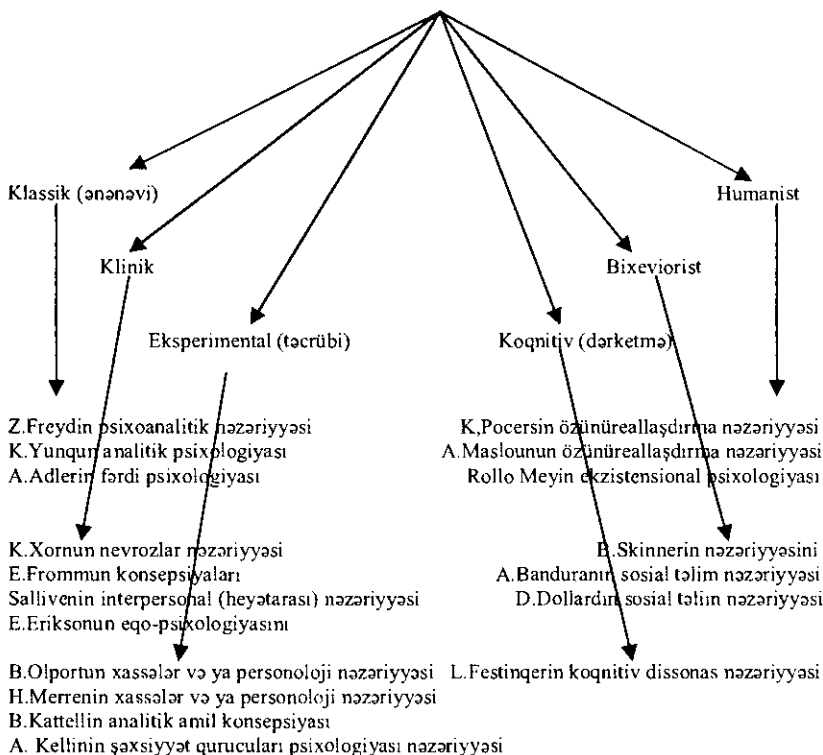 Klassik (ənənəvi)
Humanist
Klinik
Bixeviorist
Eksperimental (təcrübi)
Koqnitiv (dərketmə)
Z.Freydin psixoanalitik nəzəriyyəsi
K.Yunqun analitik psixologiyası
A.Adlerin fərdi psixologiyası
K,Pocersin özünüreallaşdırma nəzəriyyəsi
A.Maslounun özünüreallaşdırma nəzəriyyəsi
Rollo Meyin ekzistensional psixologiyası
K.Xornun nevrozlar nəzəriyyəsi
E.Frommun konsepsiyaları
Sallivenin interpersonal (heyətarası) nəzəriyyəsi
E.Eriksonun eqo-psixologiyasını
B.Skinnerin nəzəriyyəsini
A.Banduranın sosial təlim nəzəriyyəsi
D.Dollardın sosial təlim nəzəriyyəsi
B.Olportun xassələr və ya personoloji nəzəriyyəsi
H.Merrenin xassələr və ya personoloji nəzəriyyəsi
B.Kattellin analitik amil konsepsiyası
A. Kellinin şəxsiyyət qurucuları psixologiyası nəzəriyyəsi
L.Festinqerin koqnitiv dissonas nəzəriyyəsi